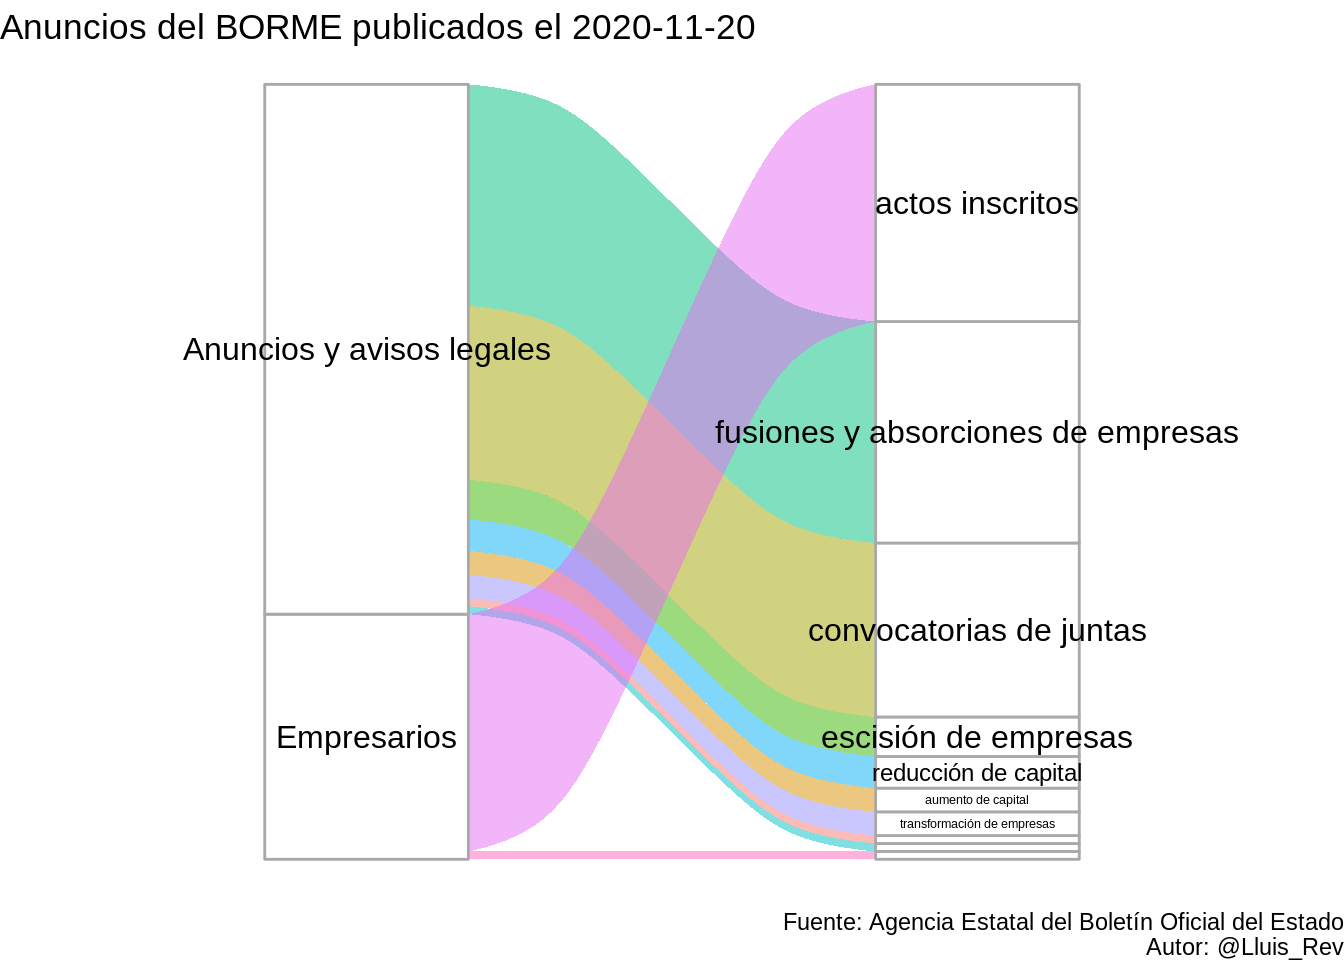 Anuncios del BORME publicados el 2020-11-20
actos inscritos
Anuncios y avisos legales
fusiones y absorciones de empresas
convocatorias de juntas
Empresarios
escisión de empresas
reducción de capital
aumento de capital
transformación de empresas
Fuente: Agencia Estatal del Boletín Oficial del Estado
Autor: @Lluis_Rev